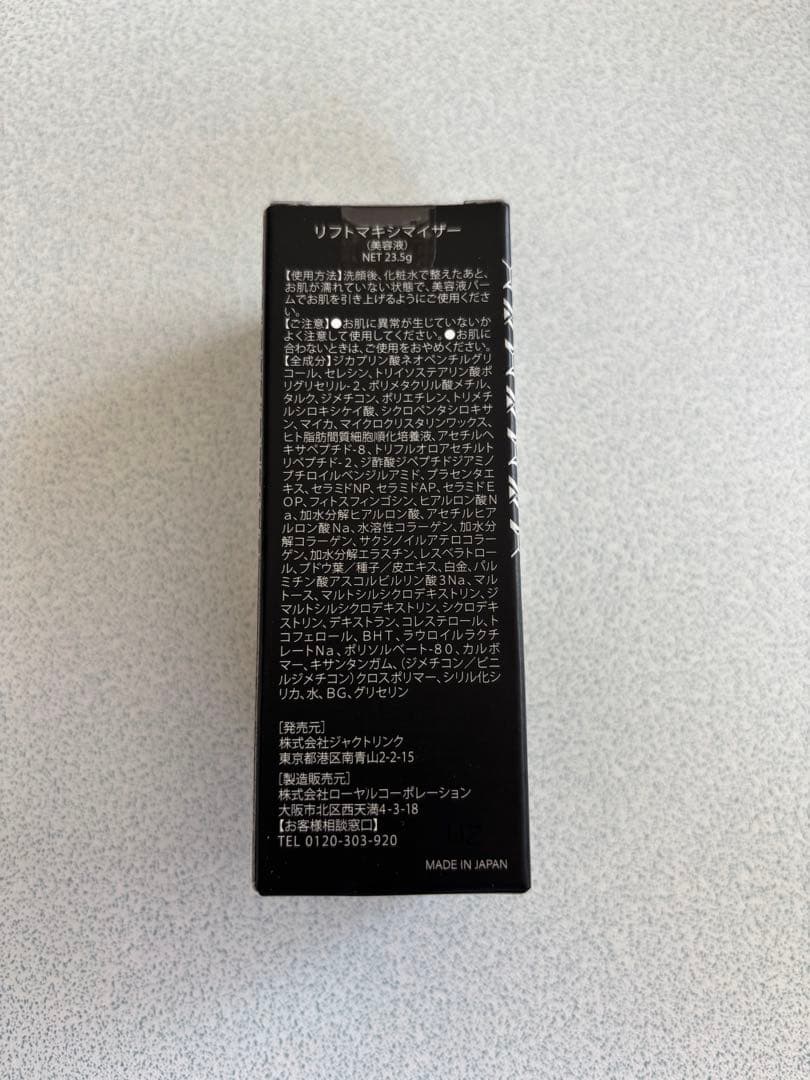 リフトマキシマイザー
(美容液)
NET 23.5g
【使用方法】洗顔後、化粧水で整えたあと、
お肌が濡れていない状態で、美容液バー
ムでお肌を引き上げるようにご使用くださ
い。
【ご注意】●お肌に異常が生じていないか
よく注意して使用してください。●お肌に
合わないときは、ご使用をおやめください。
【全成分】ジカプリン酸ネオペンチルグリ
コール、セレシン、トリイソステアリン酸ポ
リグリセリル-2、ポリメタクリル酸メチル、
タルク、ジメチコン、ポリエチレン、トリメチ
ルシロキシケイ酸、シクロペンタシロキサ
ン、マイカ、マイクロクリスタリンワックス、
ヒト脂肪間質細胞順化培養液、アセチルヘ
キサペプチド-8、トリフルオロアセチルト
リペプチド-2、ジ酢酸ジペプチドジアミノ
ブチロイルベンジルアミド、プラセンタエ
キス、セラミドNP、セラミドAP、セラミドE
OP、フィトスフィンゴシン、ヒアルロン酸N
a、加水分解ヒアルロン酸、アセチルヒア
ルロン酸Na、水溶性コラーゲン、加水分
解コラーゲン、サクシノイルアテロコラー
ゲン、加水分解エラスチン、レスベラトロー
ル、ブドウ葉/種子/皮エキス、白金、パル
ミチン酸アスコルビルリン酸3Na、マル
トース、マルトシルシクロデキストリン、ジ
マルトシルシクロデキストリン、シクロデキ
ストリン、デキストラン、コレステロール、ト
コフェロール、BHT、ラウロイルラクチ
レートNa、ポリソルベート-80、カルボ
マー、キサンタンガム、(ジメチコン/ビニ
ルジメチコン)クロスポリマー、シリル化シ
リカ、水、BG、グリセリン
[発売元]
株式会社ジャクトリンク
東京都港区南青山2-2-15
[製造販売元]
株式会社ローヤルコーポレーション
大阪市北区西天満4-3-18
【お客様相談窓口】
TEL 0120-303-920
MADE IN JAPAN